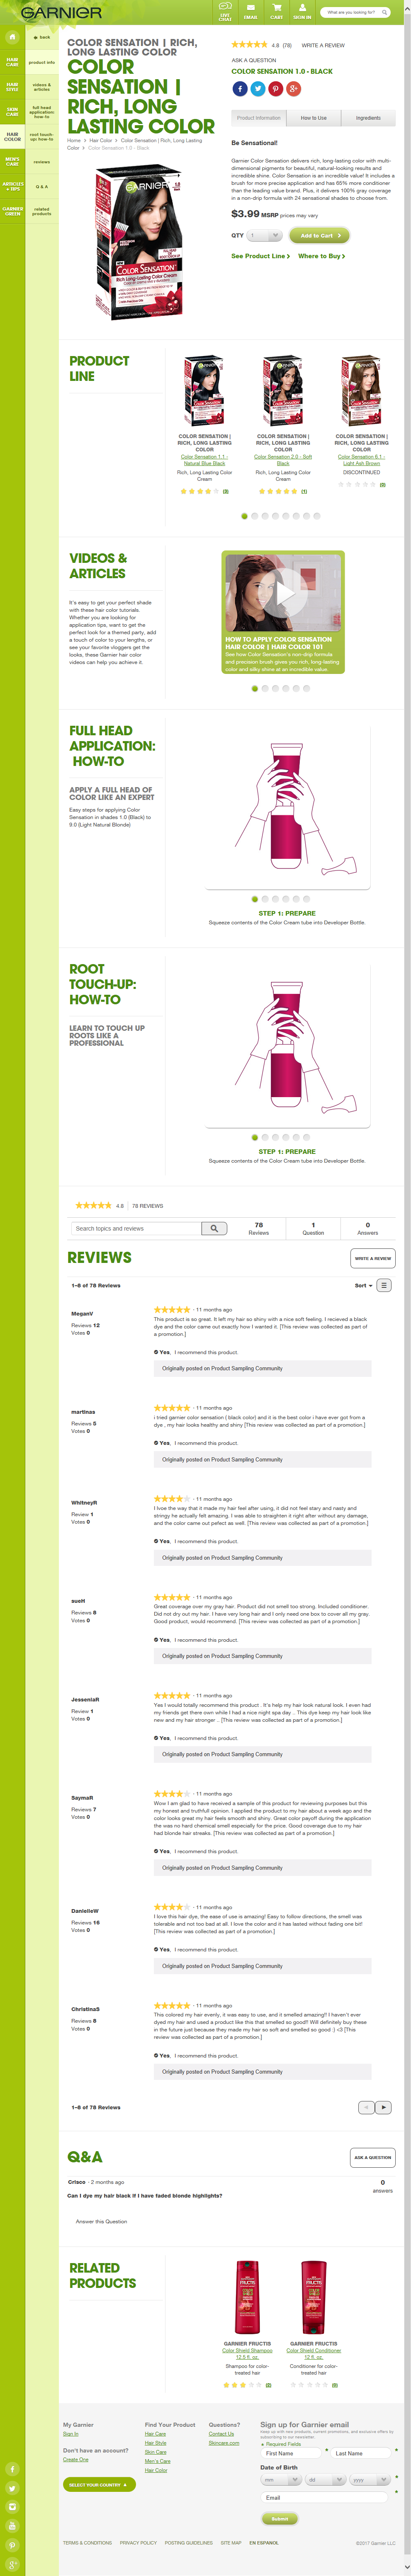 GARNIER
LIVE CHAT
EMAIL
CART
SIGN IN
What are you looking for?
back
HAIR CARE
product info
HAIR STYLE
videos & articles
SKIN CARE
full head application: how-to
HAIR COLOR
root touch-up: how-to
MEN'S CARE
reviews
ARTICLES + TIPS
Q & A
GARNIER GREEN
related products
COLOR SENSATION | RICH, LONG LASTING COLOR
COLOR SENSATION | RICH, LONG LASTING COLOR
Home > Hair Color > Color Sensation | Rich, Long Lasting
Color > Color Sensation 1.0 - Black
4.8 (78) WRITE A REVIEW
ASK A QUESTION
COLOR SENSATION 1.0 - BLACK
Product Information
How to Use
Ingredients
Be Sensational!
Garnier Color Sensation delivers rich, long-lasting color with multi-
dimensional pigments for beautiful, natural-looking color and
incredible shine. Color Sensation is an incredible value! It includes a
brush for more precise application and has 65% more colorcreme
than the leading value brand. Plus, it delivers 100% gray coverage
and is now in a trend-driven variety of 24 sensational shades to choose from.
$3.99 MSRP prices may vary
QTY 1 Add to Cart
See Product Line > Where to Buy >
GARNIER
COLOR SENSATION
PRODUCT
LINE
COLOR SENSATION |
RICH, LONG LASTING
COLOR
Color Sensation 1.1 -
Natural Blue Black
Rich, Long Lasting Color
Cream
(3)
COLOR SENSATION |
RICH, LONG LASTING
COLOR
Color Sensation 2.0 - Soft
Black
Rich, Long Lasting Color
Cream
(1)
COLOR SENSATION |
RICH, LONG LASTING
COLOR
Color Sensation 6.1 -
Light Ash Brown
DISCONTINUED
(0)
VIDEOS &
ARTICLES
It's easy to get your perfect shade
with these hair color tutorials.
Whether you are looking for
application tips, want to get the
perfect look for a themed party, add
a touch of color to your lengths, or
see your favorite vloggers get the
looks, these Garnier hair color
videos can help you achieve it.
HOW TO APPLY COLOR SENSATION
HAIR COLOR | HAIR COLOR 101
See how Color Sensation's non-drip formula
and precision brush gives you rich, long-lasting
color and silky shine at an incredible value.
FULL HEAD
APPLICATION:
HOW-TO
APPLY A FULL HEAD OF
COLOR LIKE AN EXPERT
Easy steps for applying Color
Sensation in shades 1.0 (Black) to
8.0 (Light Natural Blonde)
STEP 1: PREPARE
Squeeze contents of the Color Cream tube into Developer Bottle.
ROOT
TOUCH-UP:
HOW-TO
LEARN TO TOUCH UP
ROOTS LIKE A
PROFESSIONAL
STEP 1: PREPARE
Squeeze contents of the Color Cream tube into Developer Bottle.
4.8 78 REVIEWS
Search topics and reviews
78 Reviews
1 Question
0 Answers
REVIEWS
WRITE A REVIEW
1–8 of 78 Reviews
Sort
MeganV
Reviews 12
Votes 0
· 11 months ago
This product is so great. It left my hair so shiny with a nice soft feeling. I recieved a black
dye and the color came out exactly how I wanted it. [This review was collected as part of
a promotion.]
Yes, I recommend this product.
Originally posted on Product Sampling Community
martinas
Reviews 5
Votes 0
· 11 months ago
i tried garnier color sensation ( black color) and it is the best color i have ever got from a
dye , my hair looks healthy and shiny [This review was collected as part of a promotion.]
Yes, I recommend this product.
Originally posted on Product Sampling Community
WhitneyR
Review 1
Votes 0
· 11 months ago
I lvoe the way that it made my hair feel after using, it did not feel stary and nasty and
stringy he actually felt amazing. I was able to straighten it right after without any damage,
and the color came out pefect as well. [This review was collected as part of a promotion.]
Yes, I recommend this product.
Originally posted on Product Sampling Community
sueH
Reviews 8
Votes 0
· 11 months ago
Great coverage over my gray hair. Product did not smell too strong. Included conditioner.
Did not dry out my hair. I have very long hair and I only need one box to cover all my gray.
Good product, would recommend. [This review was collected as part of a promotion.]
Yes, I recommend this product.
Originally posted on Product Sampling Community
JessentaR
Review 1
Votes 0
· 11 months ago
Yes I would totally recommend this product . It's help my hair look natural look. I even had
my friends get there own while I had a nice night spa day .. This dye keep my hair look like
new and my hair stronger .. [This review was collected as part of a promotion.]
Yes, I recommend this product.
Originally posted on Product Sampling Community
SaymaR
Reviews 7
Votes 0
· 11 months ago
Wow I am glad to have received a sample of this product for reviewing purposes but this
my honest and truthfull opinion. I applied the product to my hair about a week ago and the
color looks great my hair feels smooth and silky. Great color payoff during the application
the was no hard chemical smell especially for the price. Good coverage due to my hair
had blonde hair streaks. [This review was collected as part of a promotion.]
Yes, I recommend this product.
Originally posted on Product Sampling Community
DanielleW
Reviews 16
Votes 0
· 11 months ago
I love this hair dye, the ease of use is amazing! Easy to follow directions, the smell was
tolerable and not too bad at all. I love the color and it has lasted without fading one bit!
[This review was collected as part of a promotion.]
Yes, I recommend this product.
Originally posted on Product Sampling Community
ChristinaS
Reviews 8
Votes 0
· 11 months ago
This colored my hair evenly, it was easy to use, and it smelled amazing!! I haven't ever
dyed my hair and used a product like this that smelled so good!! Will definitely buy these
in the future just because they made my hair so soft and smelled so good :) <3 [This
review was collected as part of a promotion.]
Yes, I recommend this product.
Originally posted on Product Sampling Community
1–8 of 78 Reviews
Q&A
ASK A QUESTION
Crisco · 2 months ago
Can I dye my hair black if I have faded blonde highlights?
0 answers
Answer this Question
RELATED
PRODUCTS
GARNIER FRUCTIS
Color Shield Shampoo
12.5 fl. oz.
Shampoo for color-
treated hair
(2)
GARNIER FRUCTIS
Color Shield Conditioner
12 fl. oz.
Conditioner for color-
treated hair
(0)
My Garnier
Sign In
Don't have an account?
Create One
SELECT YOUR COUNTRY
Find Your Product
Hair Care
Hair Style
Skin Care
Men's Care
Hair Color
Questions?
Contact Us
Skincare.com
Sign up for Garnier email
Keep up with new products, current promotions, and exclusive offers by
subscribing to our newsletter.
Required Fields
First Name
Last Name
Date of Birth
mm
dd
yyyy
Email
Submit
TERMS & CONDITIONS PRIVACY POLICY POSTING GUIDELINES SITE MAP EN ESPANOL
©2017 Garnier LLC